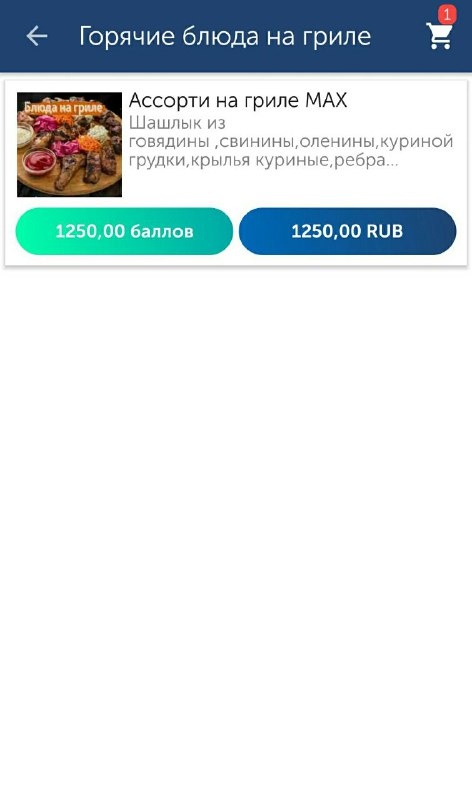 Горячие блюда на гриле
1
Блюда на гриле
Ассорти на гриле MAX
Шашлык из
говядины ,свинины,оленины,куриной
грудки,крылья куриные,ребра...
1250,00 баллов
1250,00 RUB